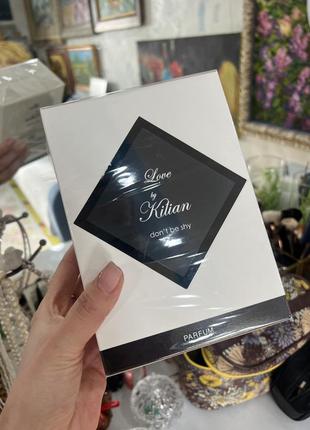 Love
by
Kilian
don't be shy
PARFUM